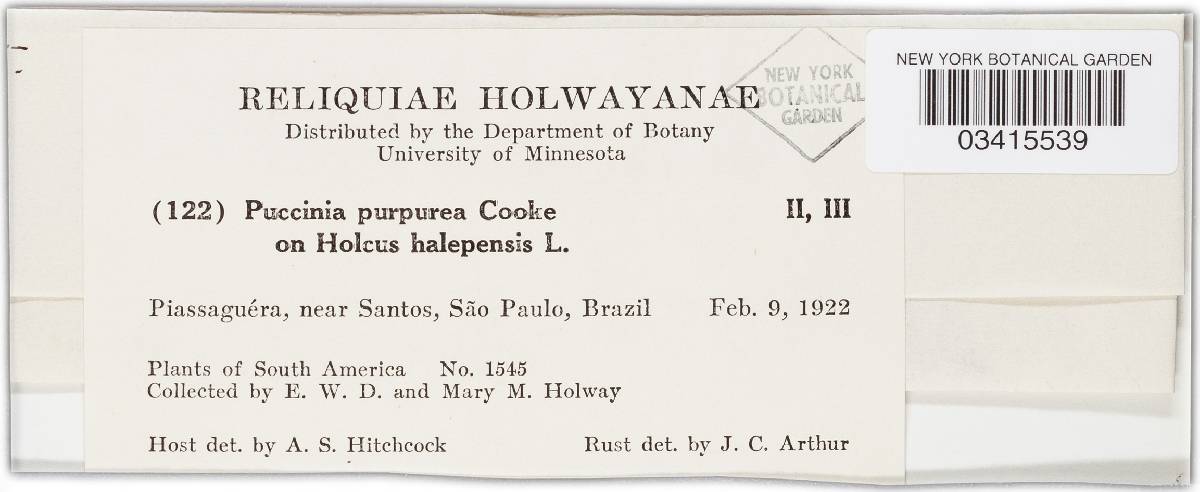 NEW YORK BOTANICAL GARDEN
03415539
NEW YORK
BOTANICAL
GARDEN
RELIQUIAE HOLWAYANAE
Distributed by the Department of Botany
University of Minnesota
(122) Puccinia purpurea Cooke II, III
on Holcus halepensis L.
Piassaguéra, near Santos, São Paulo, Brazil Feb. 9, 1922
Plants of South America No. 1545
Collected by E. W. D. and Mary M. Holway
Host det. by A. S. Hitchcock Rust det. by J. C. Arthur